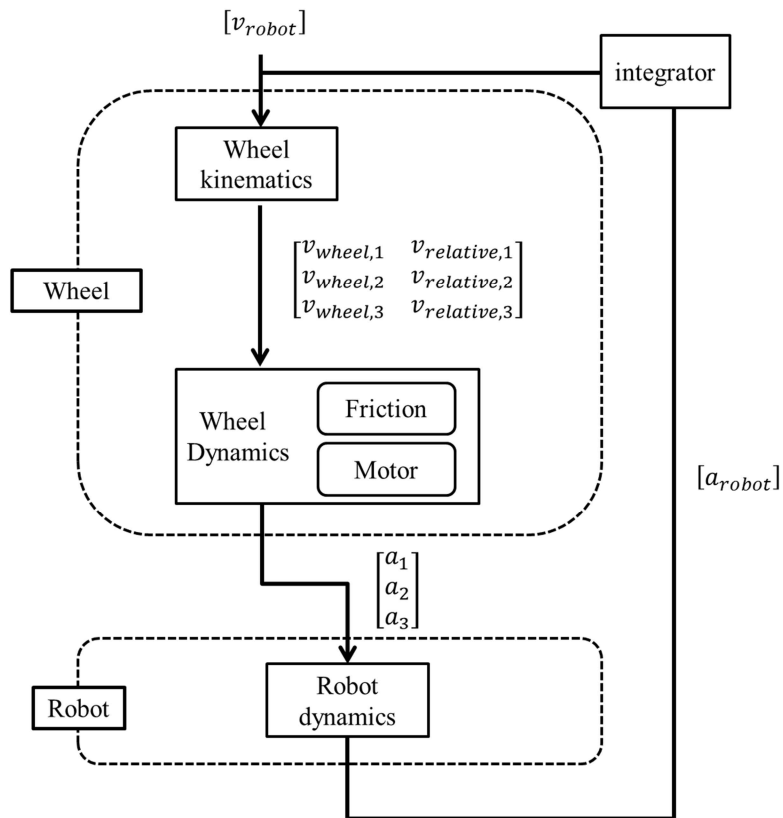 [v_robot]
integrator
Wheel
kinematics
[v_wheel,1 v_relative,1
v_wheel,2 v_relative,2
v_wheel,3 v_relative,3]
Wheel
Wheel
Dynamics
Friction
Motor
[a_robot]
[a_1
a_2
a_3]
Robot
Robot
dynamics